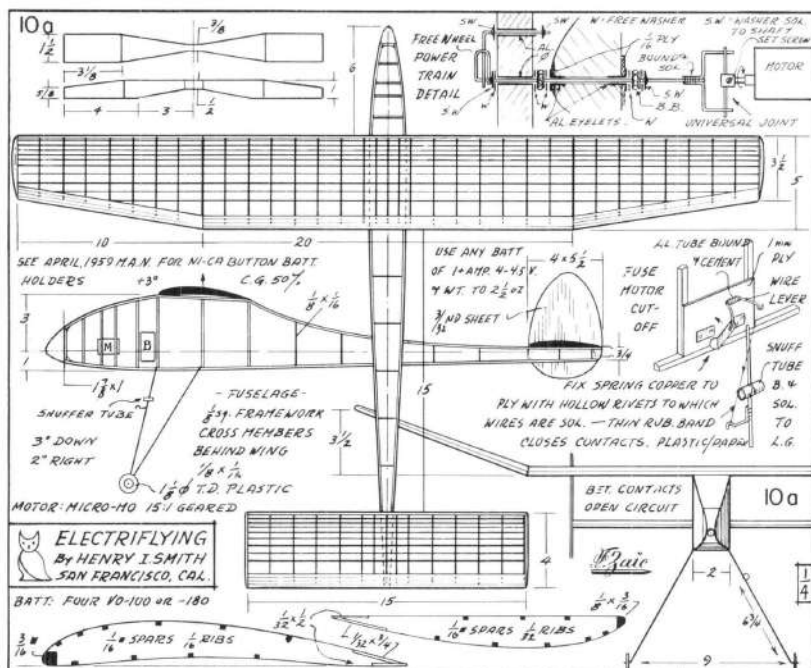 10a
1 1/2
3/8
3 1/8
5/8
4
3
1/2
1
6
FREE WHEEL
POWER
TRAIN
DETAIL
SW
SW
W-FREE WASHER
1/16 PLY
BOUND &
SOL.
AL
SW
W
W
AL. EYELETS
W
SW
B.B.
SW-WASHER SOL.
TO SHAFT
SET SCREW
MOTOR
UNIVERSAL JOINT
3 1/2
5
10
20
SEE APRIL, 1959 M.A.N. FOR NI-CA BUTTON BATT
HOLDERS
+3°
C.G. 50%
1/8 X 1/16
3
1
M
B
USE ANY BATT
OF 1+AMP. 4-4.5 V.
& WT. TO 2 1/2 OZ
3/32 ND SHEET
4 X 5 1/2
3/4
AL. TUBE BOUND
& CEMENT
FUSE
MOTOR
CUT-
OFF
1 MM
PLY
WIRE
LEVER
SNUFF
TUBE
B. &
SOL.
TO
L.G.
FIX SPRING COPPER TO
PLY WITH HOLLOW RIVETS TO WHICH
WIRES ARE SOL. — THIN RUB. BAND
CLOSES CONTACTS. PLASTIC/PAPER
BET. CONTACTS
OPEN CIRCUIT
SNUFFER TUBE
3° DOWN
2° RIGHT
- FUSELAGE -
1/8 SQ. FRAMEWORK
CROSS MEMBERS
BEHIND WING
1/8 X 1/16
1 1/8 Φ T.D. PLASTIC
MOTOR: MICRO-MO 15:1 GEARED
15
3 1/2
10a
ELECTRIFLYING
By HENRY I. SMITH
SAN FRANCISCO, CAL.
BATT: FOUR VO-100 OR -180
4
15
Zaic
2
6 3/4
9
1/4
3/16
1/16 SPARS 1/16 RIBS
1/32 X 1/2
1/32 X 3/4
1/16 SPARS 1/32 RIBS
1/8 X 3/16